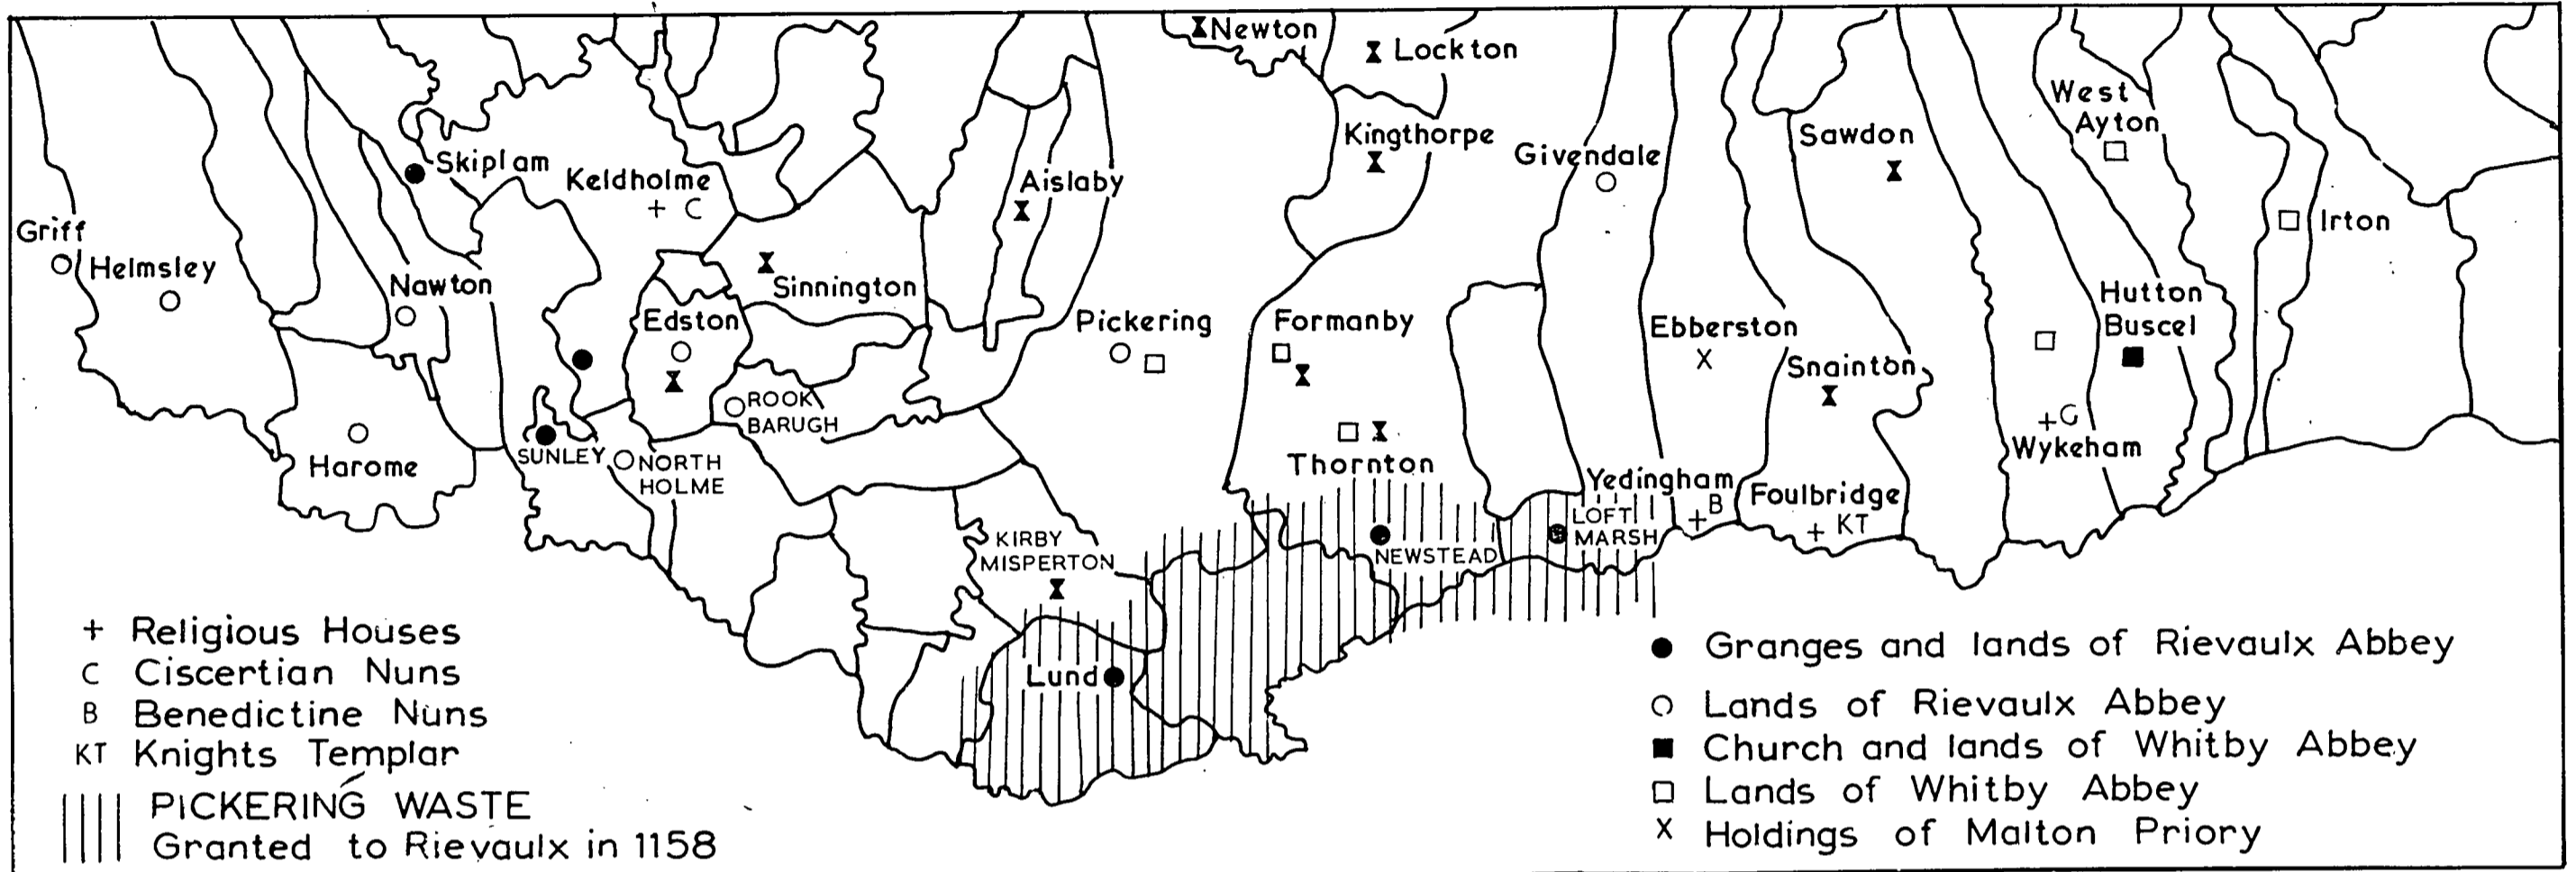 Newton
Lockton
West
Ayton
Kingthorpe
Sawdon
Givendale
Skiplam
Keldholme
+ C
Aislaby
Griff
Irton
Helmsley
Nawton
Sinnington
Hutton
Buscel
Edston
Pickering
Formanby
Ebberston
X
Snainton
ROOK
BARUGH
+C
Wykeham
Harome
SUNLEY
NORTH
HOLME
Thornton
Yedingham
+B
Foulbridge
+ KT
LOFT
MARSH
NEWSTEAD
KIRBY
MISPERTON
Lund
+ Religious Houses
C Ciscertian Nuns
B Benedictine Nuns
KT Knights Templar
PICKERING WASTE
Granted to Rievaulx in 1158
Granges and lands of Rievaulx Abbey
Lands of Rievaulx Abbey
Church and lands of Whitby Abbey
Lands of Whitby Abbey
X Holdings of Malton Priory